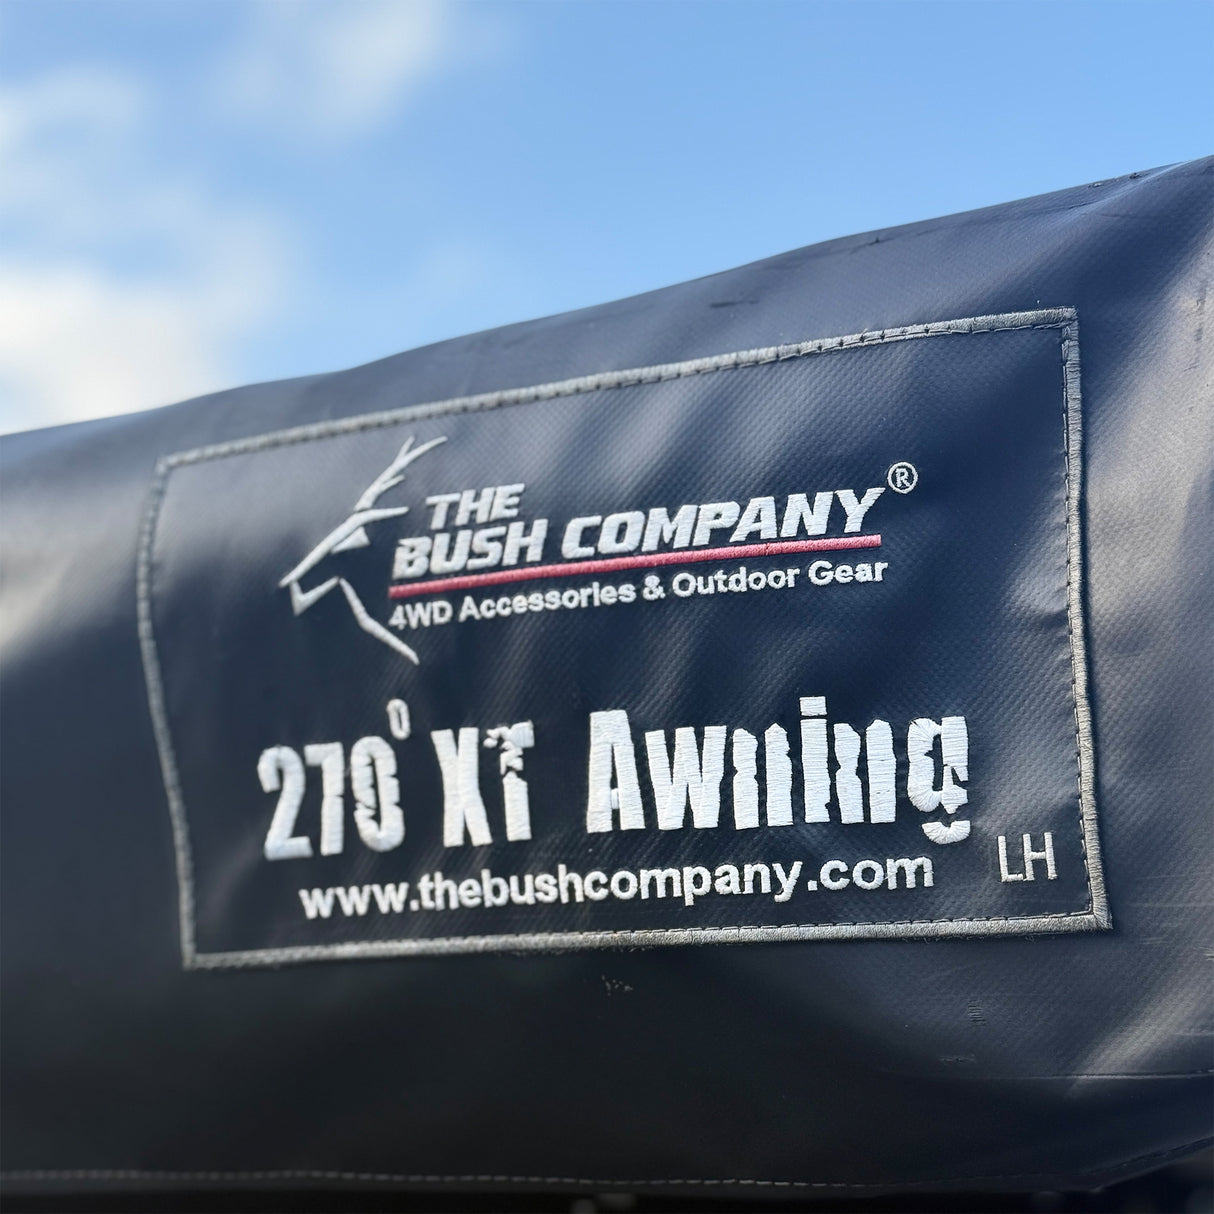 THE
BUSH COMPANY®
4WD Accessories & Outdoor Gear
270° XT Awning
LH
www.thebushcompany.com